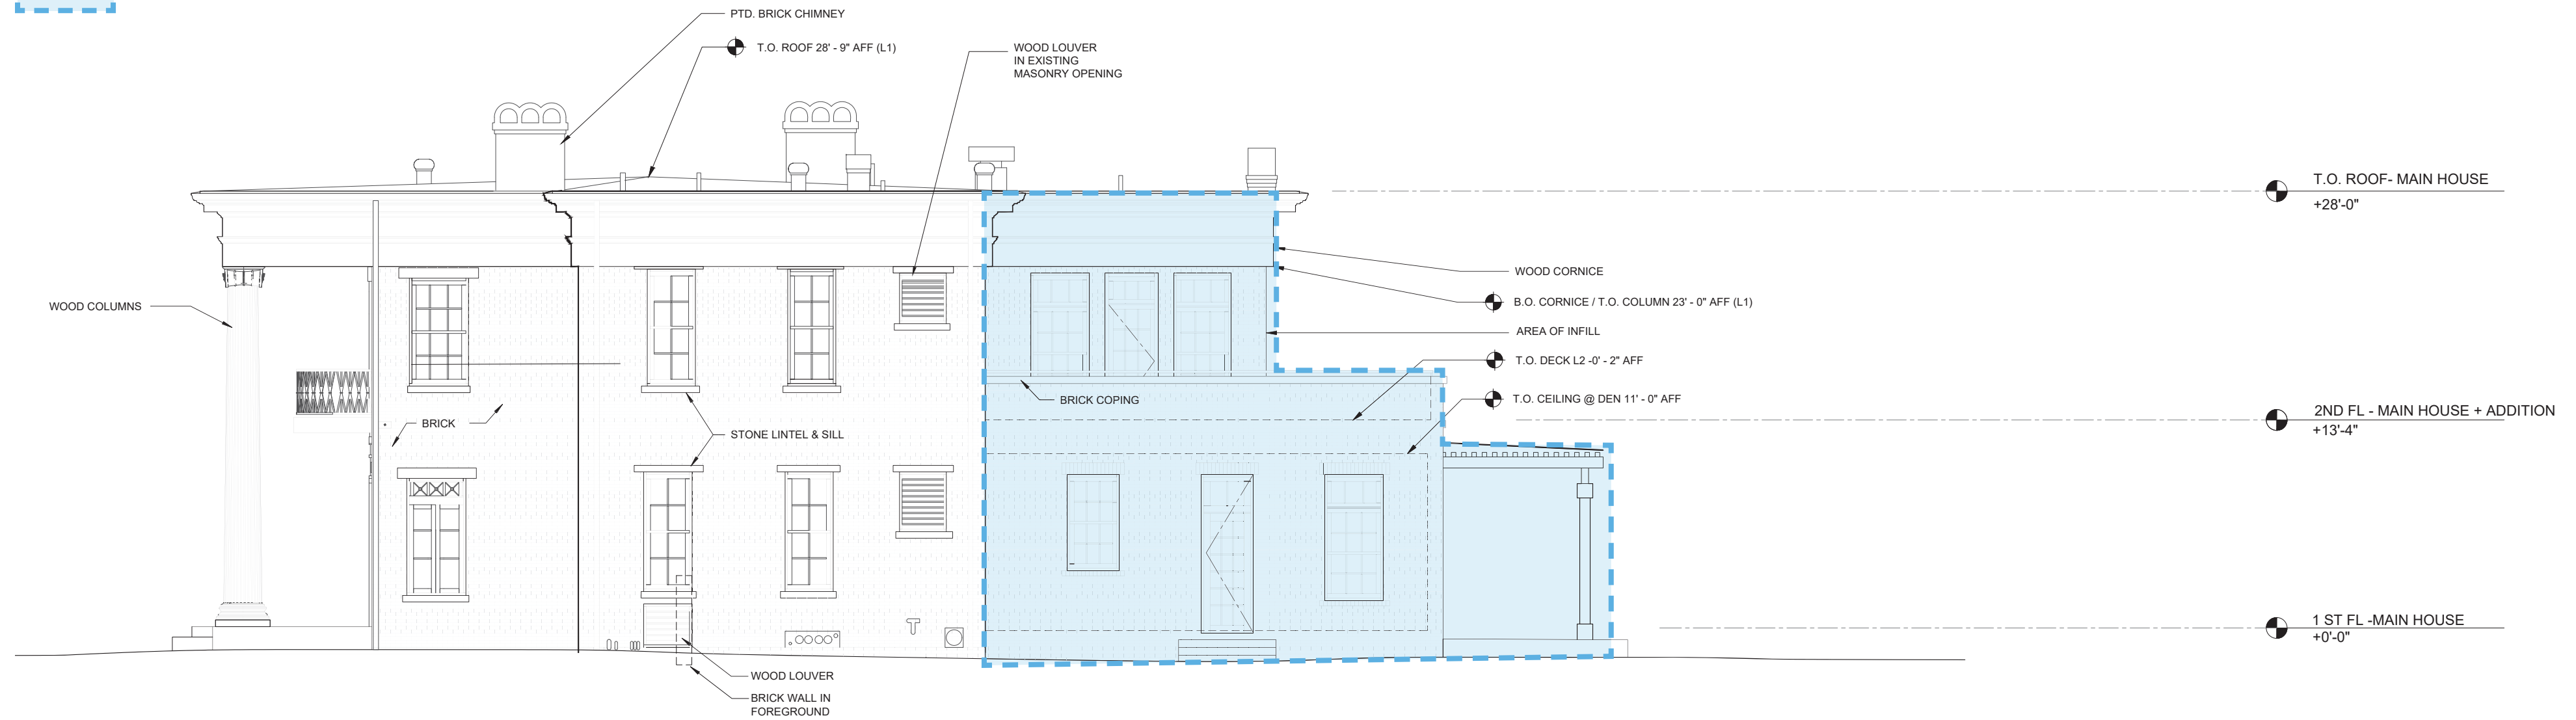 PTD. BRICK CHIMNEY
T.O. ROOF 28' - 9" AFF (L1)
WOOD LOUVER
IN EXISTING
MASONRY OPENING
T.O. ROOF- MAIN HOUSE
+28'-0"
WOOD COLUMNS
WOOD CORNICE
B.O. CORNICE / T.O. COLUMN 23' - 0" AFF (L1)
AREA OF INFILL
T.O. DECK L2 -0' - 2" AFF
BRICK COPING
T.O. CEILING @ DEN 11' - 0" AFF
2ND FL - MAIN HOUSE + ADDITION
+13'-4"
BRICK
STONE LINTEL & SILL
1 ST FL -MAIN HOUSE
+0'-0"
WOOD LOUVER
BRICK WALL IN
FOREGROUND